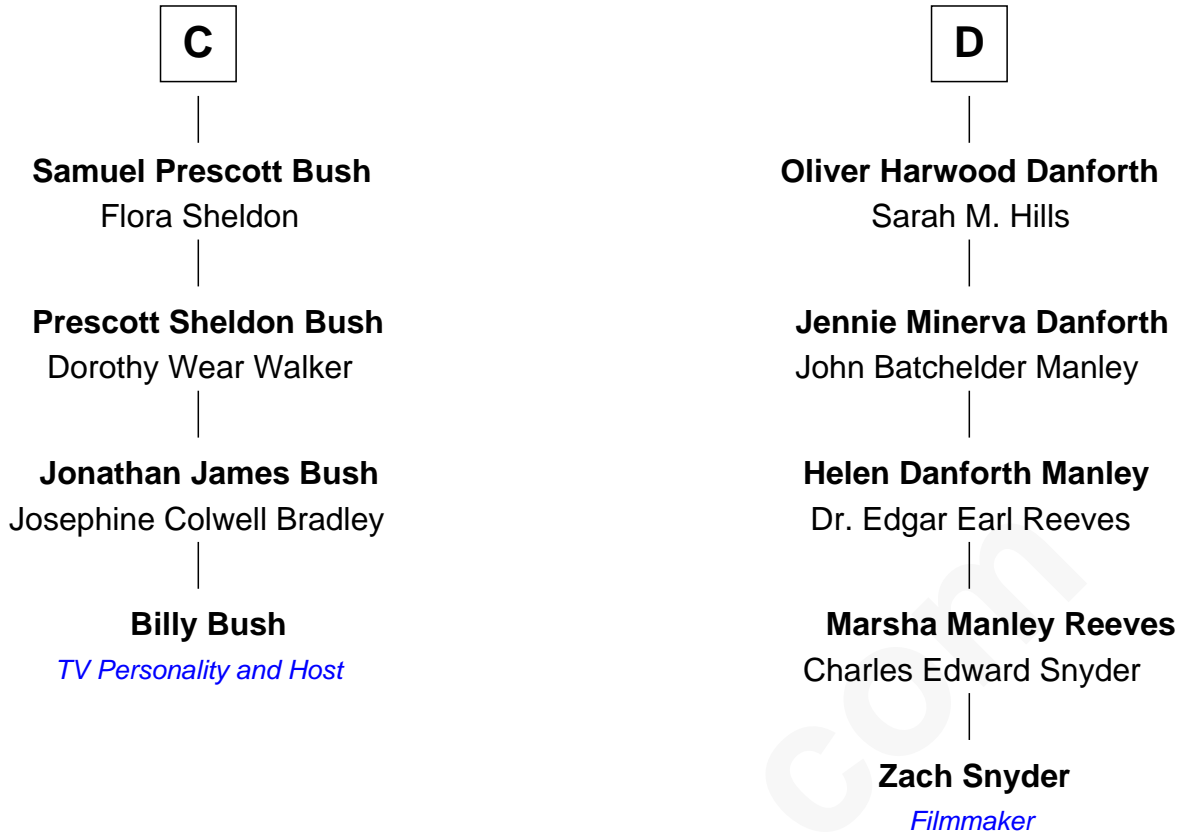 C
Samuel Prescott Bush
Flora Sheldon
Prescott Sheldon Bush
Dorothy Wear Walker
Jonathan James Bush
Josephine Colwell Bradley
Billy Bush
TV Personality and Host
D
Oliver Harwood Danforth
Sarah M. Hills
Jennie Minerva Danforth
John Batchelder Manley
Helen Danforth Manley
Dr. Edgar Earl Reeves
Marsha Manley Reeves
Charles Edward Snyder
Zach Snyder
Filmmaker
com